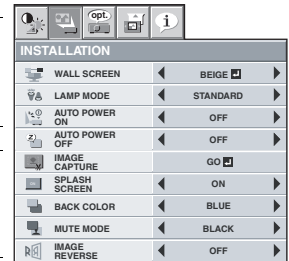 opt.
i
INSTALLATION
WALL SCREEN BEIGE
LAMP MODE STANDARD
AUTO POWER
ON
OFF
AUTO POWER
OFF
OFF
IMAGE
CAPTURE
GO
SPLASH
SCREEN
ON
BACK COLOR BLUE
MUTE MODE BLACK
IMAGE
REVERSE
OFF